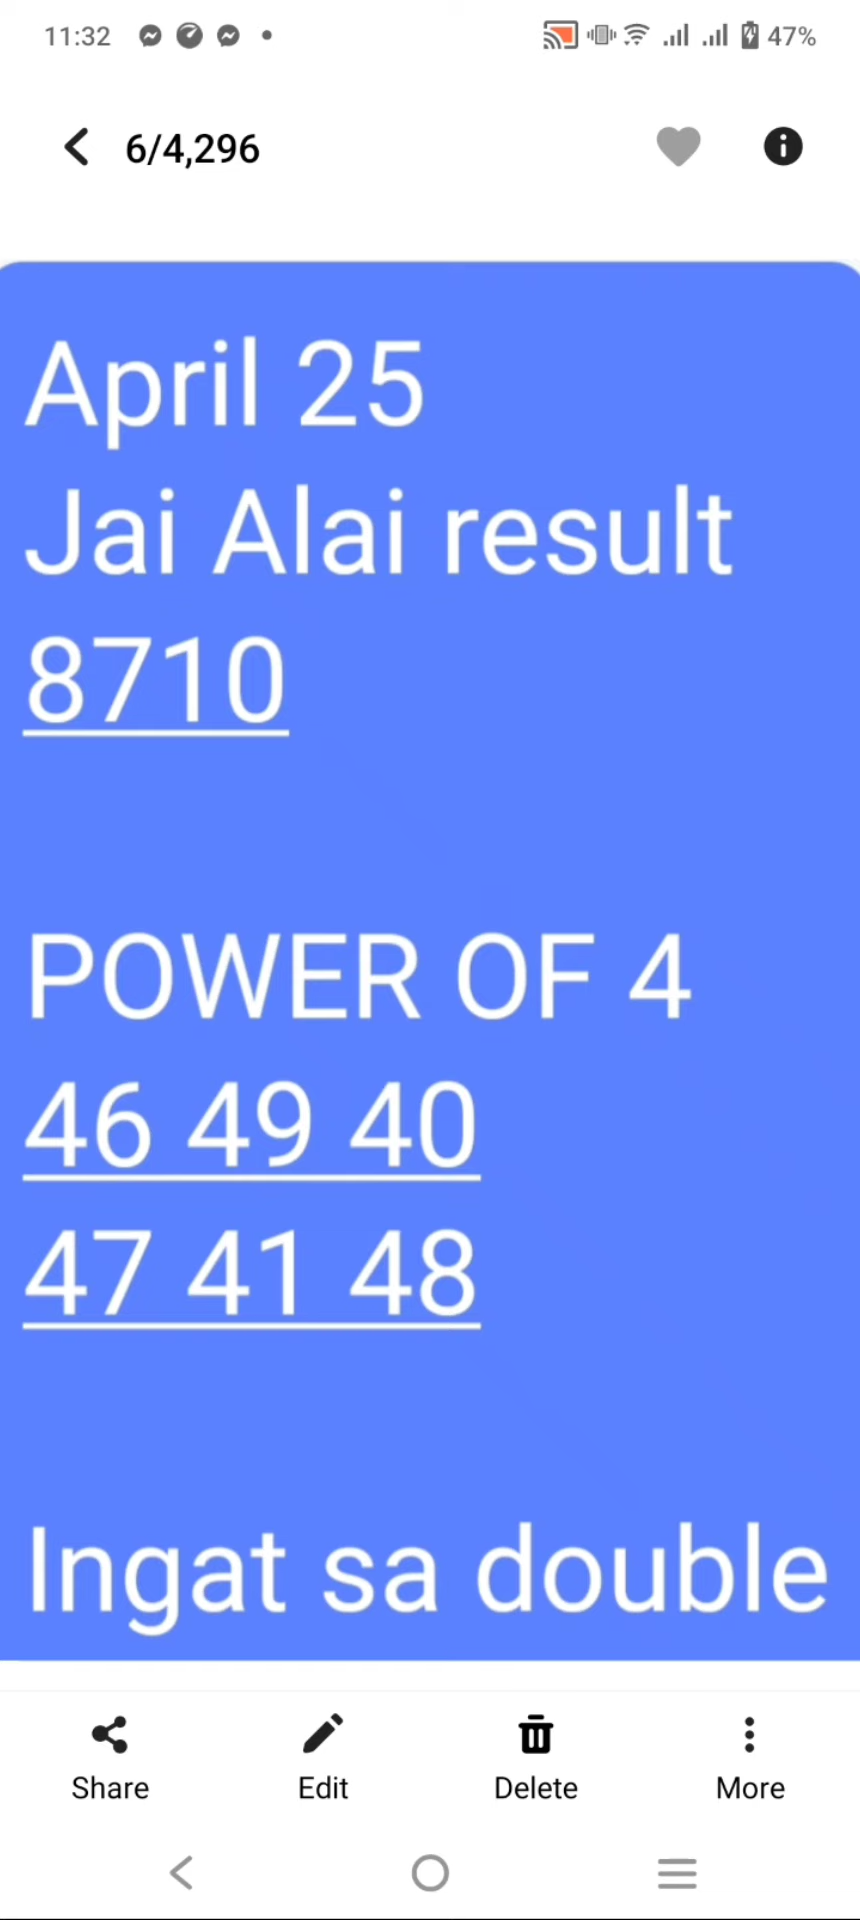 11:32 47%
6/4,296
April 25
Jai Alai result
8710
POWER OF 4
46 49 40
47 41 48
Ingat sa double
Share Edit Delete More